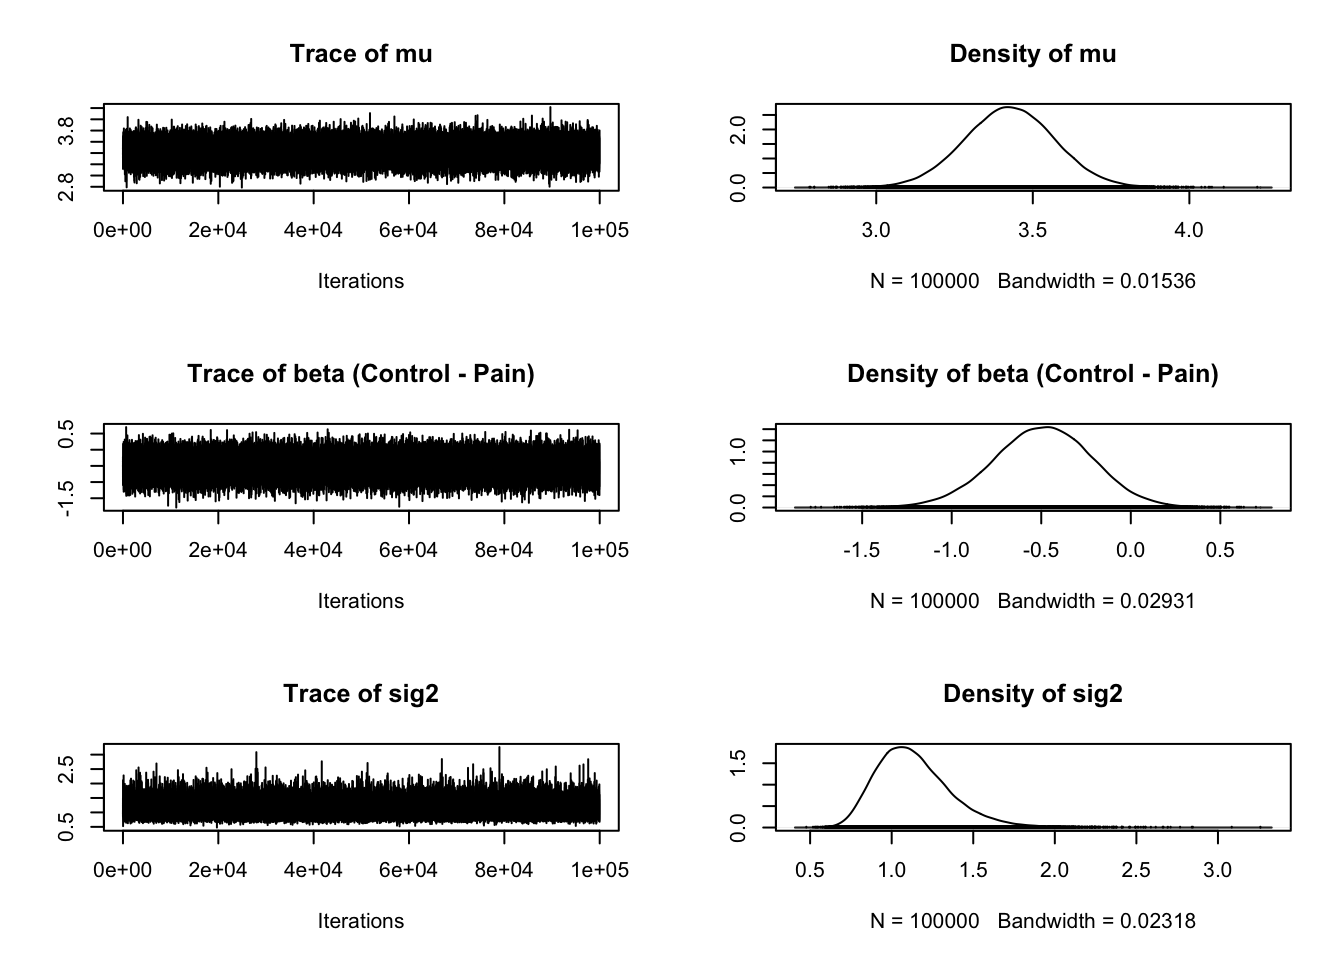 Trace of mu
3.8
2.8
0e+00 2e+04 4e+04 6e+04 8e+04 1e+05
Iterations
Density of mu
2.0
0.0
3.0 3.5 4.0
N = 100000 Bandwidth = 0.01536
Trace of beta (Control - Pain)
0.5
-1.5
0e+00 2e+04 4e+04 6e+04 8e+04 1e+05
Iterations
Density of beta (Control - Pain)
1.0
0.0
-1.5 -1.0 -0.5 0.0 0.5
N = 100000 Bandwidth = 0.02931
Trace of sig2
2.5
0.5
0e+00 2e+04 4e+04 6e+04 8e+04 1e+05
Iterations
Density of sig2
1.5
0.0
0.5 1.0 1.5 2.0 2.5 3.0
N = 100000 Bandwidth = 0.02318